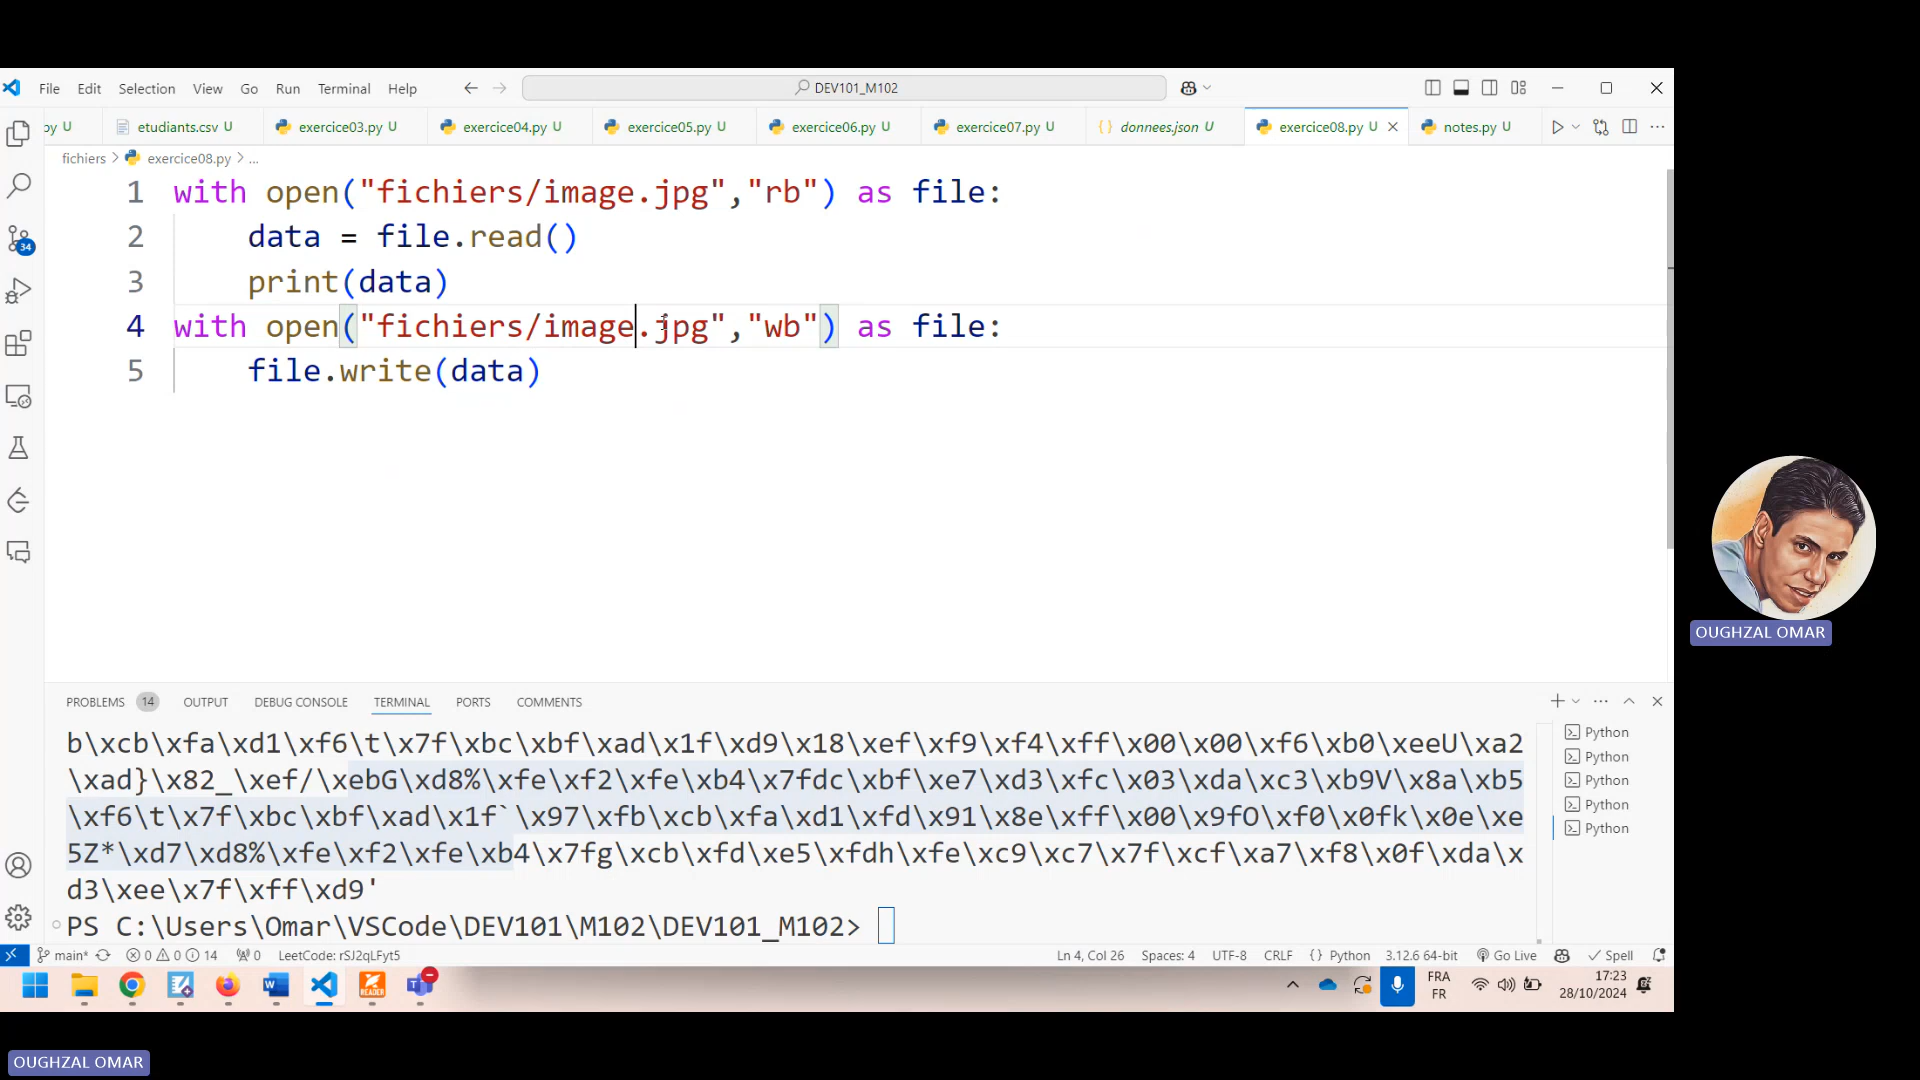 File Edit Selection View Go Run Terminal Help
DEV101_M102
py U
etudiants.csv U
exercice03.py U
exercice04.py U
exercice05.py U
exercice06.py U
exercice07.py U
{} donnees.json U
exercice08.py U
notes.py U
fichiers > exercice08.py > ...
1 with open("fichiers/image.jpg","rb") as file:
2 data = file.read()
3 print(data)
4 with open("fichiers/image.jpg","wb") as file:
5 file.write(data)
34
OUGHZAL OMAR
PROBLEMS 14 OUTPUT DEBUG CONSOLE TERMINAL PORTS COMMENTS
b\xcb\xfa\xd1\xf6\t\x7f\xbc\xbf\xad\x1f\xd9\x18\xef\xf9\xf4\xff\x00\x00\xf6\xb0\xeeU\xa2
\xad}\x82_\xef/\xebG\xd8%\xfe\xf2\xfe\xb4\x7fdc\xbf\xe7\xd3\xfc\x03\xda\xc3\xb9V\x8a\xb5
\xf6\t\x7f\xbc\xbf\xad\x1f`\x97\xfb\xcb\xfa\xd1\xfd\x91\x8e\xff\x00\x9fO\xf0\x0fk\x0e\xe
5Z*\xd7\xd8%\xfe\xf2\xfe\xb4\x7fg\xcb\xfd\xe5\xfdh\xfe\xc9\xc7\x7f\xcf\xa7\xf8\x0f\xda\x
d3\xee\x7f\xff\xd9'
PS C:\Users\Omar\VSCode\DEV101\M102\DEV101_M102>
Python
Python
Python
Python
Python
main* 0 0 14 0 LeetCode: rSJ2qLFyt5
Ln 4, Col 26 Spaces: 4 UTF-8 CRLF {} Python 3.12.6 64-bit Go Live Spell
READER
FRA
FR
17:23
28/10/2024
OUGHZAL OMAR